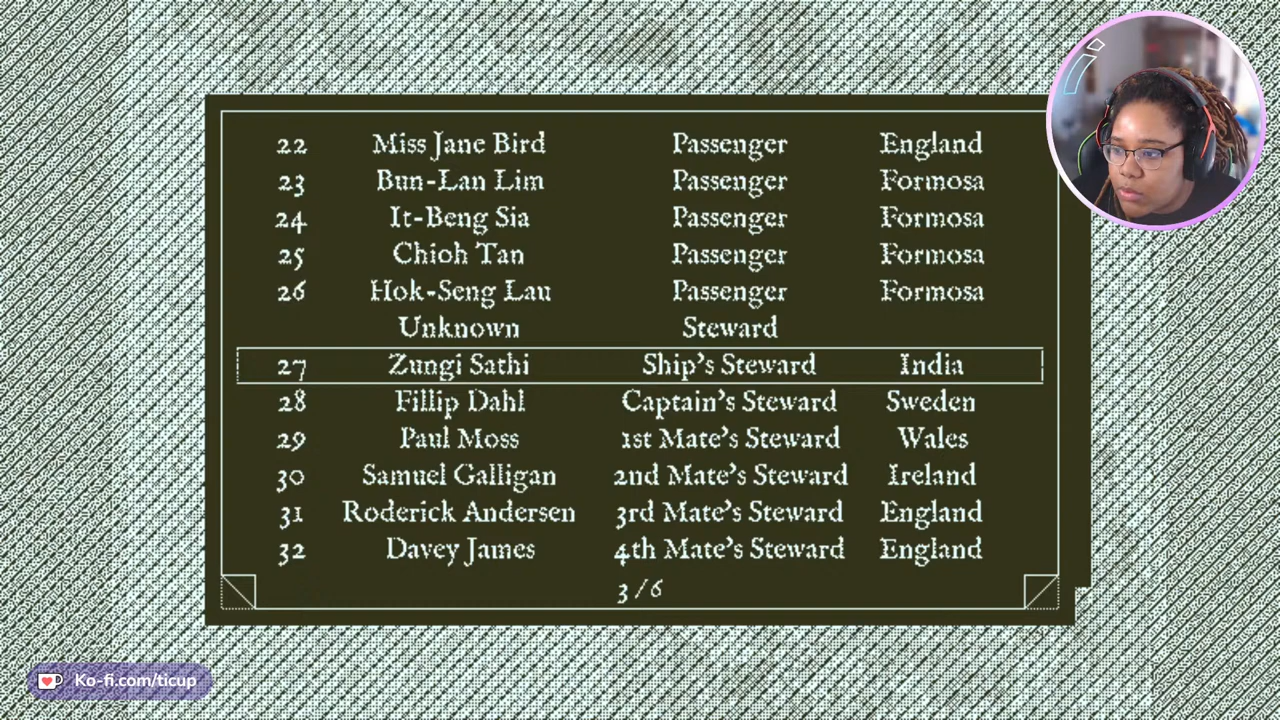 22 Miss Jane Bird Passenger England
23 Bun-Lan Lim Passenger Formosa
24 It-Beng Sia Passenger Formosa
25 Chioh Tan Passenger Formosa
26 Hok-Seng Lau Passenger Formosa
Unknown Steward
27 Zungi Sathi Ship's Steward India
28 Fillip Dahl Captain's Steward Sweden
29 Paul Moss 1st Mate's Steward Wales
30 Samuel Galligan 2nd Mate's Steward Ireland
31 Roderick Andersen 3rd Mate's Steward England
32 Davey James 4th Mate's Steward England
3/6
Ko-fi.com/ticup